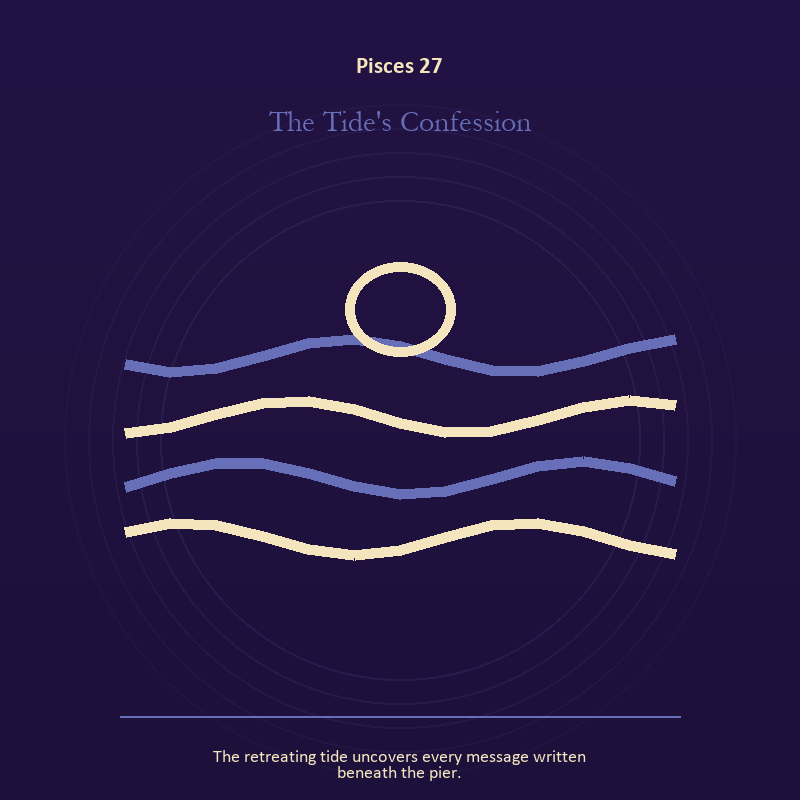 Pisces 27
The Tide's Confession
The retreating tide uncovers every message written
beneath the pier.